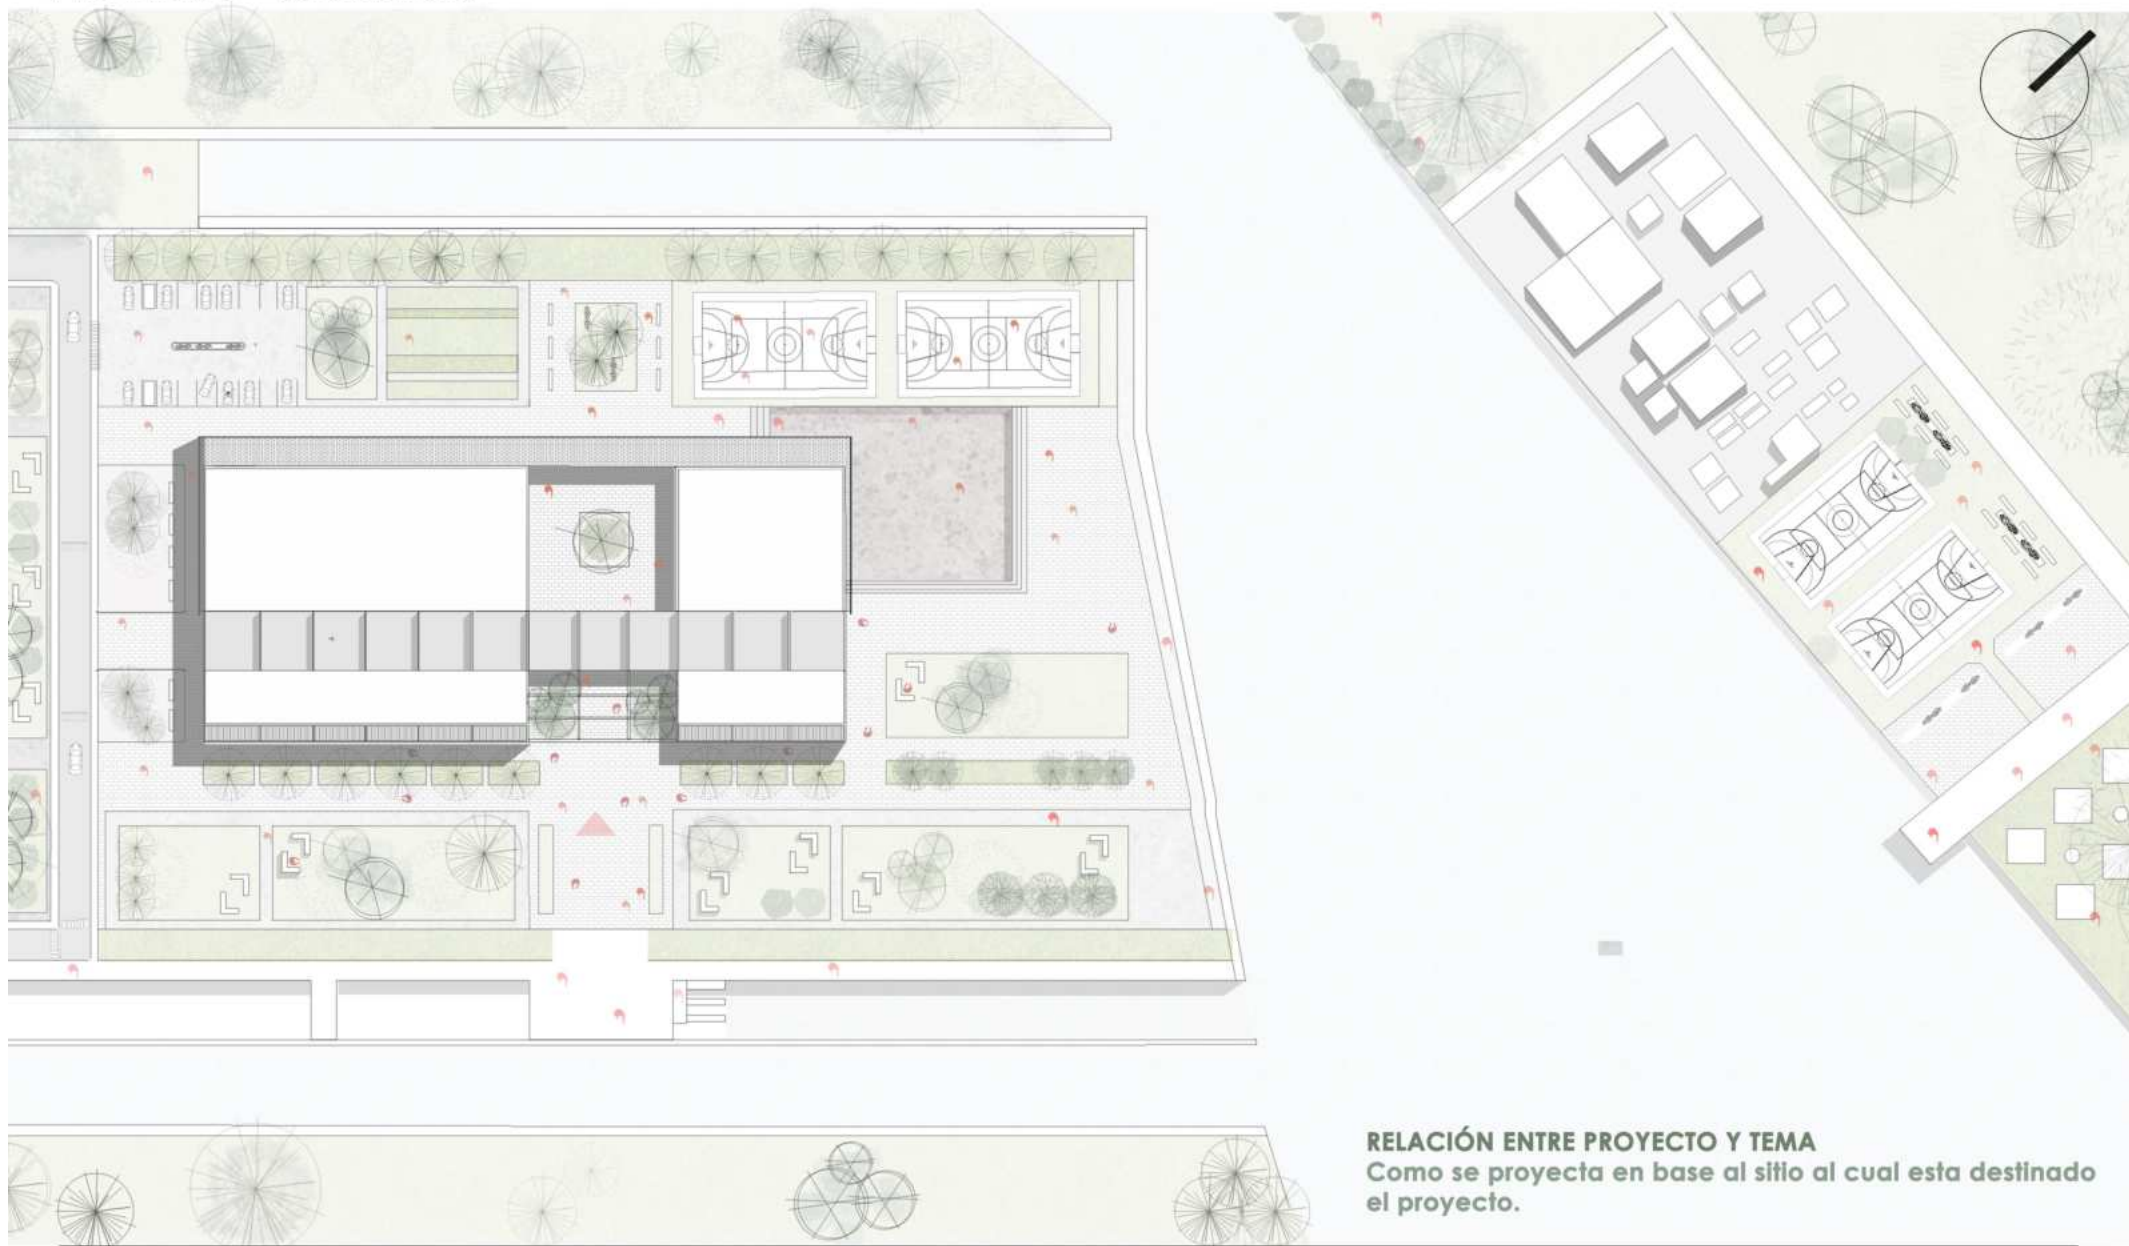 RELACIÓN ENTRE PROYECTO Y TEMA
Como se proyecta en base al sitio al cual esta destinado
el proyecto.